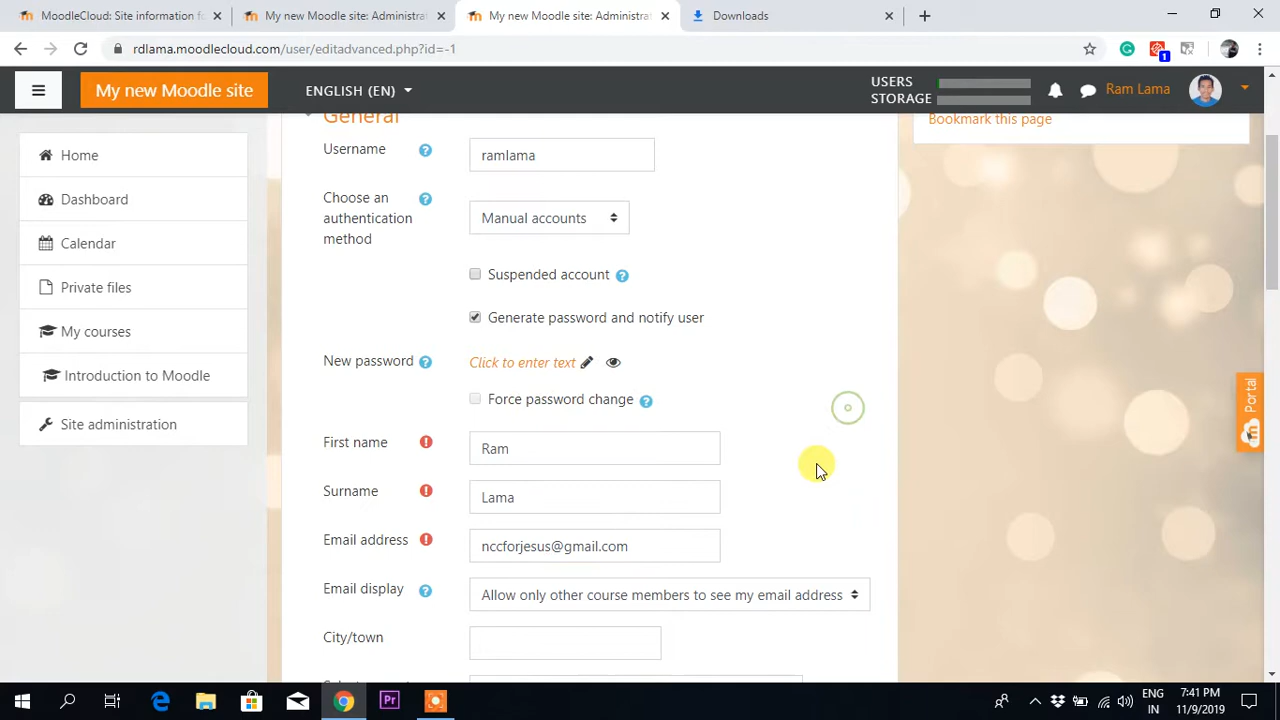 MoodleCloud: Site information fo
My new Moodle site: Administrat
My new Moodle site: Administrat
Downloads
rdlama.moodlecloud.com/user/editadvanced.php?id=-1
1
My new Moodle site
ENGLISH (EN)
USERS
STORAGE
Ram Lama
Home
Dashboard
Calendar
Private files
My courses
Introduction to Moodle
Site administration
General
Username
ramlama
Choose an
authentication
method
Manual accounts
Suspended account
Generate password and notify user
New password
Click to enter text
Force password change
First name
Ram
Surname
Lama
Email address
nccforjesus@gmail.com
Email display
Allow only other course members to see my email address
City/town
Bookmark this page
Portal
Pr
ENG
IN
7:41 PM
11/9/2019